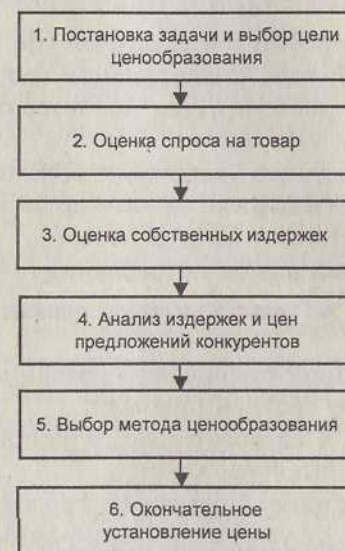 1. Постановка задачи и выбор цели
ценообразования
2. Оценка спроса на товар
3. Оценка собственных издержек
4. Анализ издержек и цен
предложений конкурентов
5. Выбор метода ценообразования
6. Окончательное
установление цены